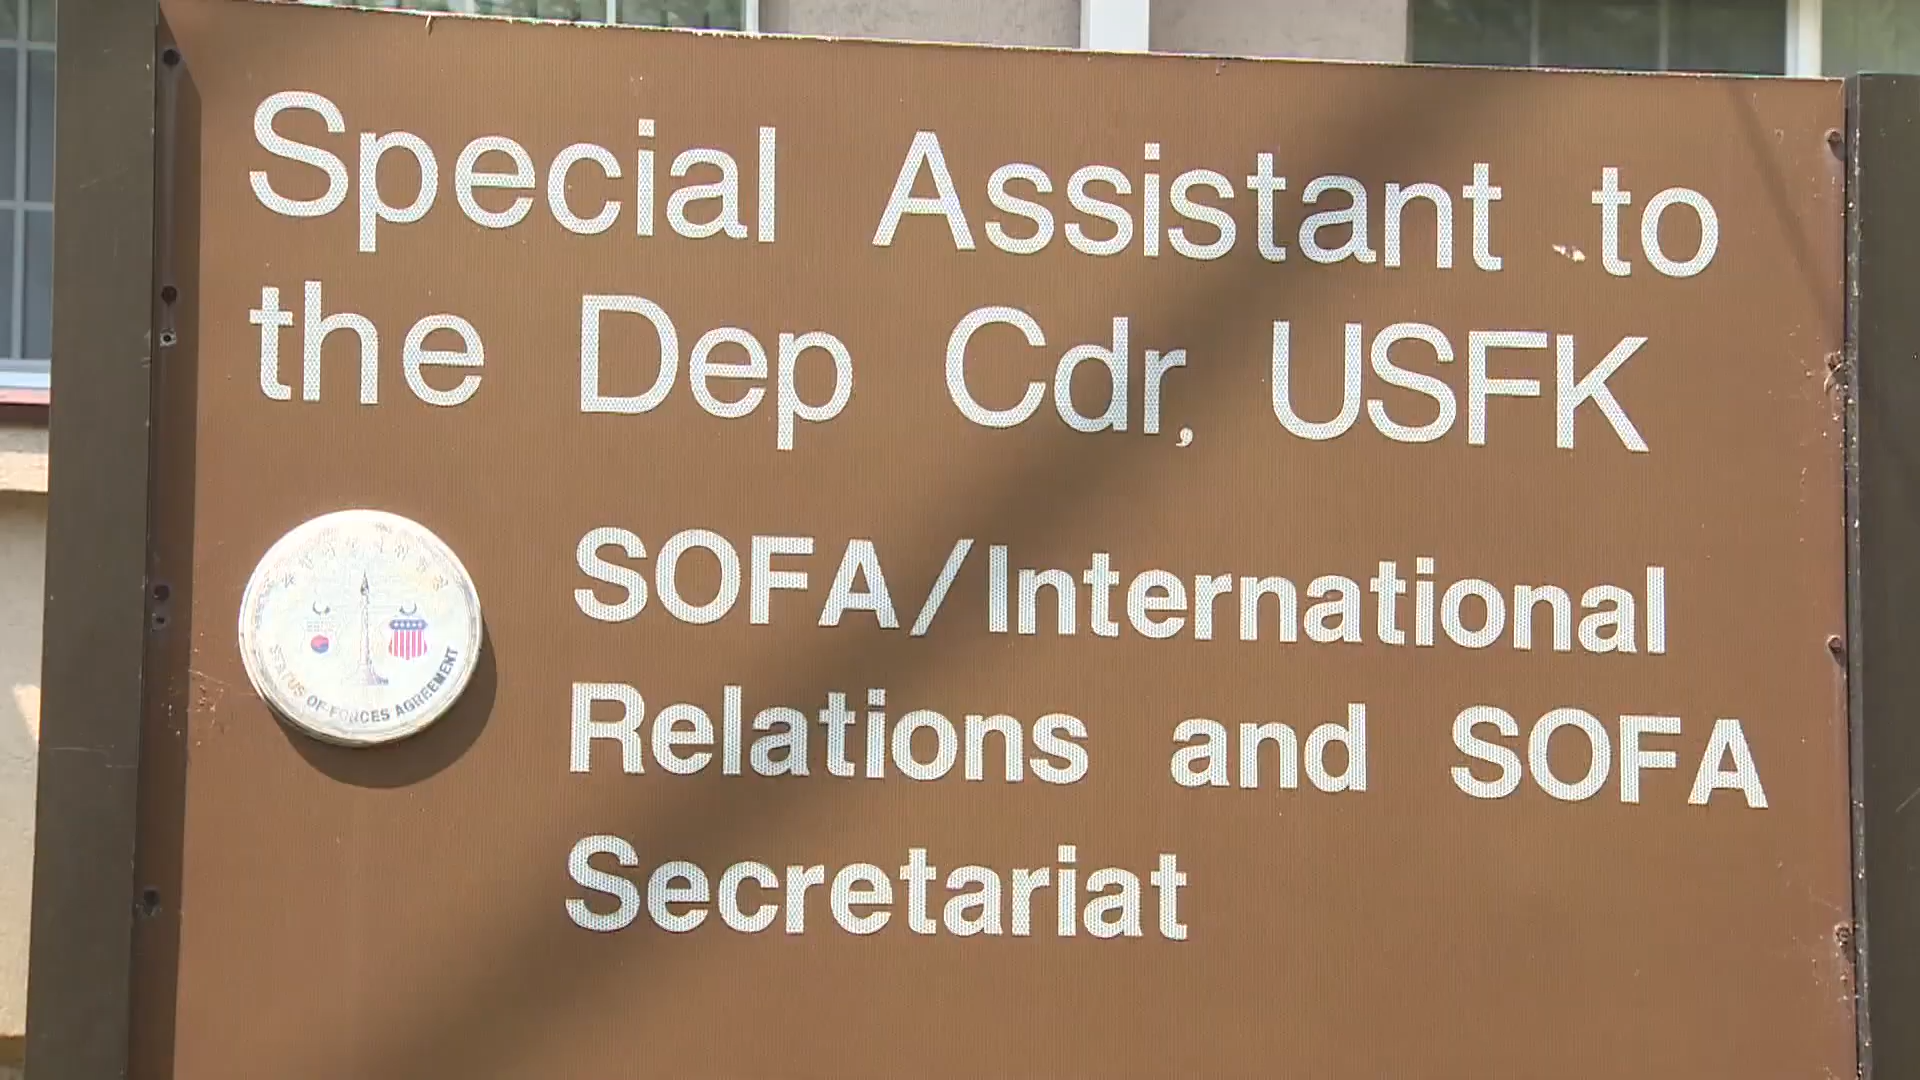 Special Assistant to
the Dep Cdr, USFK
SOFA/International
Relations and SOFA
Secretariat
STATUS OF FORCES AGREEMENT